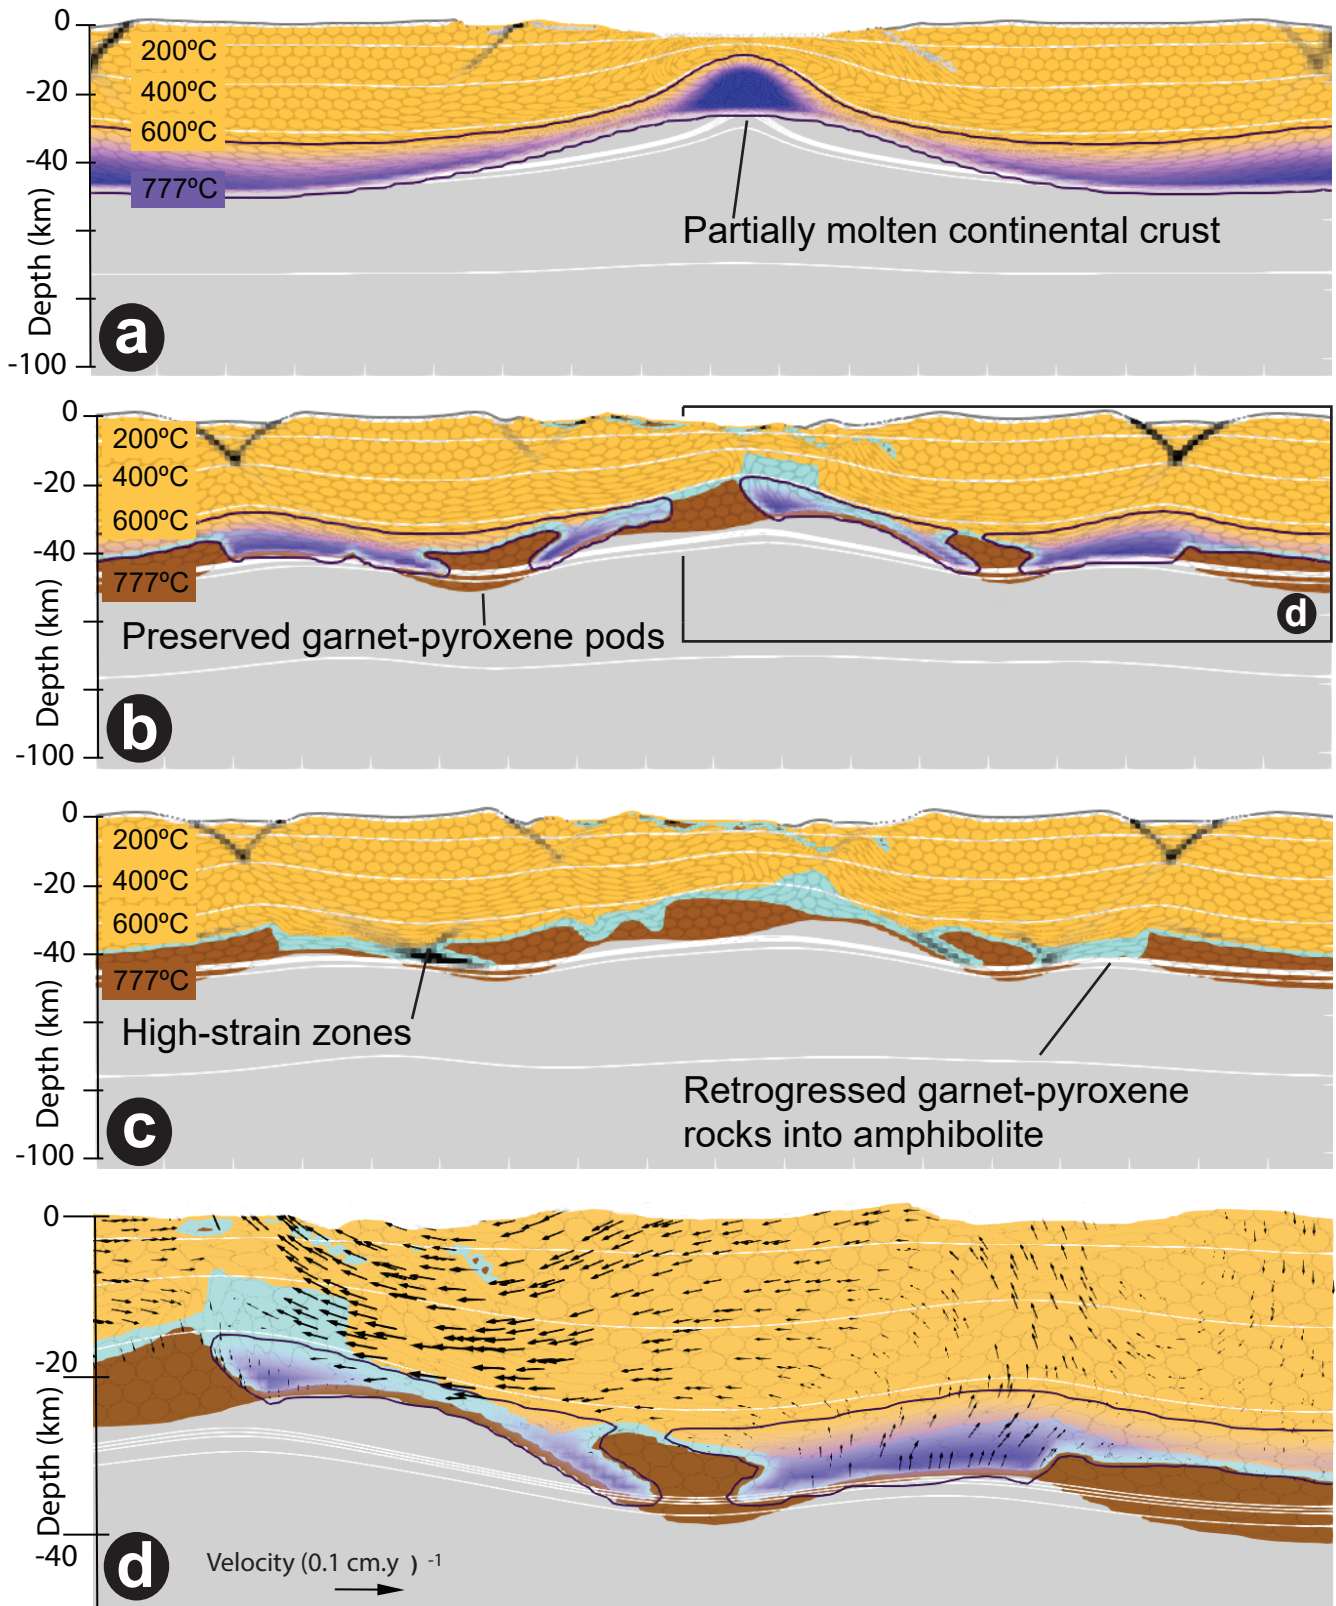 0
200ºC
-20
400ºC
600ºC
-40
777ºC
Partially molten continental crust
Depth (km)
a
-100
0
200ºC
400ºC
-20
600ºC
-40
777ºC
Preserved garnet-pyroxene pods
d
Depth (km)
b
-100
0
200ºC
400ºC
-20
600ºC
-40
777ºC
High-strain zones
Retrogressed garnet-pyroxene
rocks into amphibolite
Depth (km)
c
-100
0
-20
Depth (km)
-40
d
Velocity (0.1 cm.y ) -1